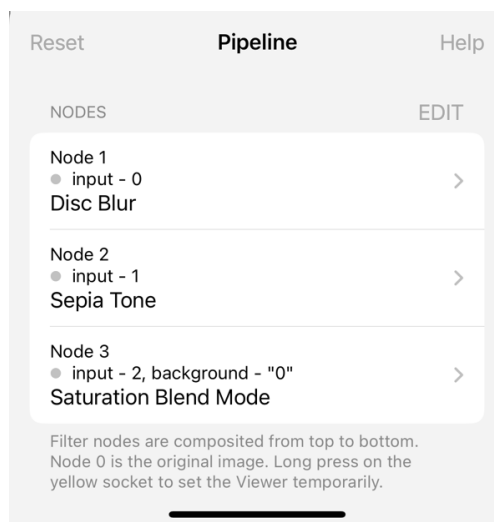 Reset Pipeline Help
NODES EDIT
Node 1
input - 0
Disc Blur
Node 2
input - 1
Sepia Tone
Node 3
input - 2, background - "0"
Saturation Blend Mode
Filter nodes are composited from top to bottom.
Node 0 is the original image. Long press on the
yellow socket to set the Viewer temporarily.